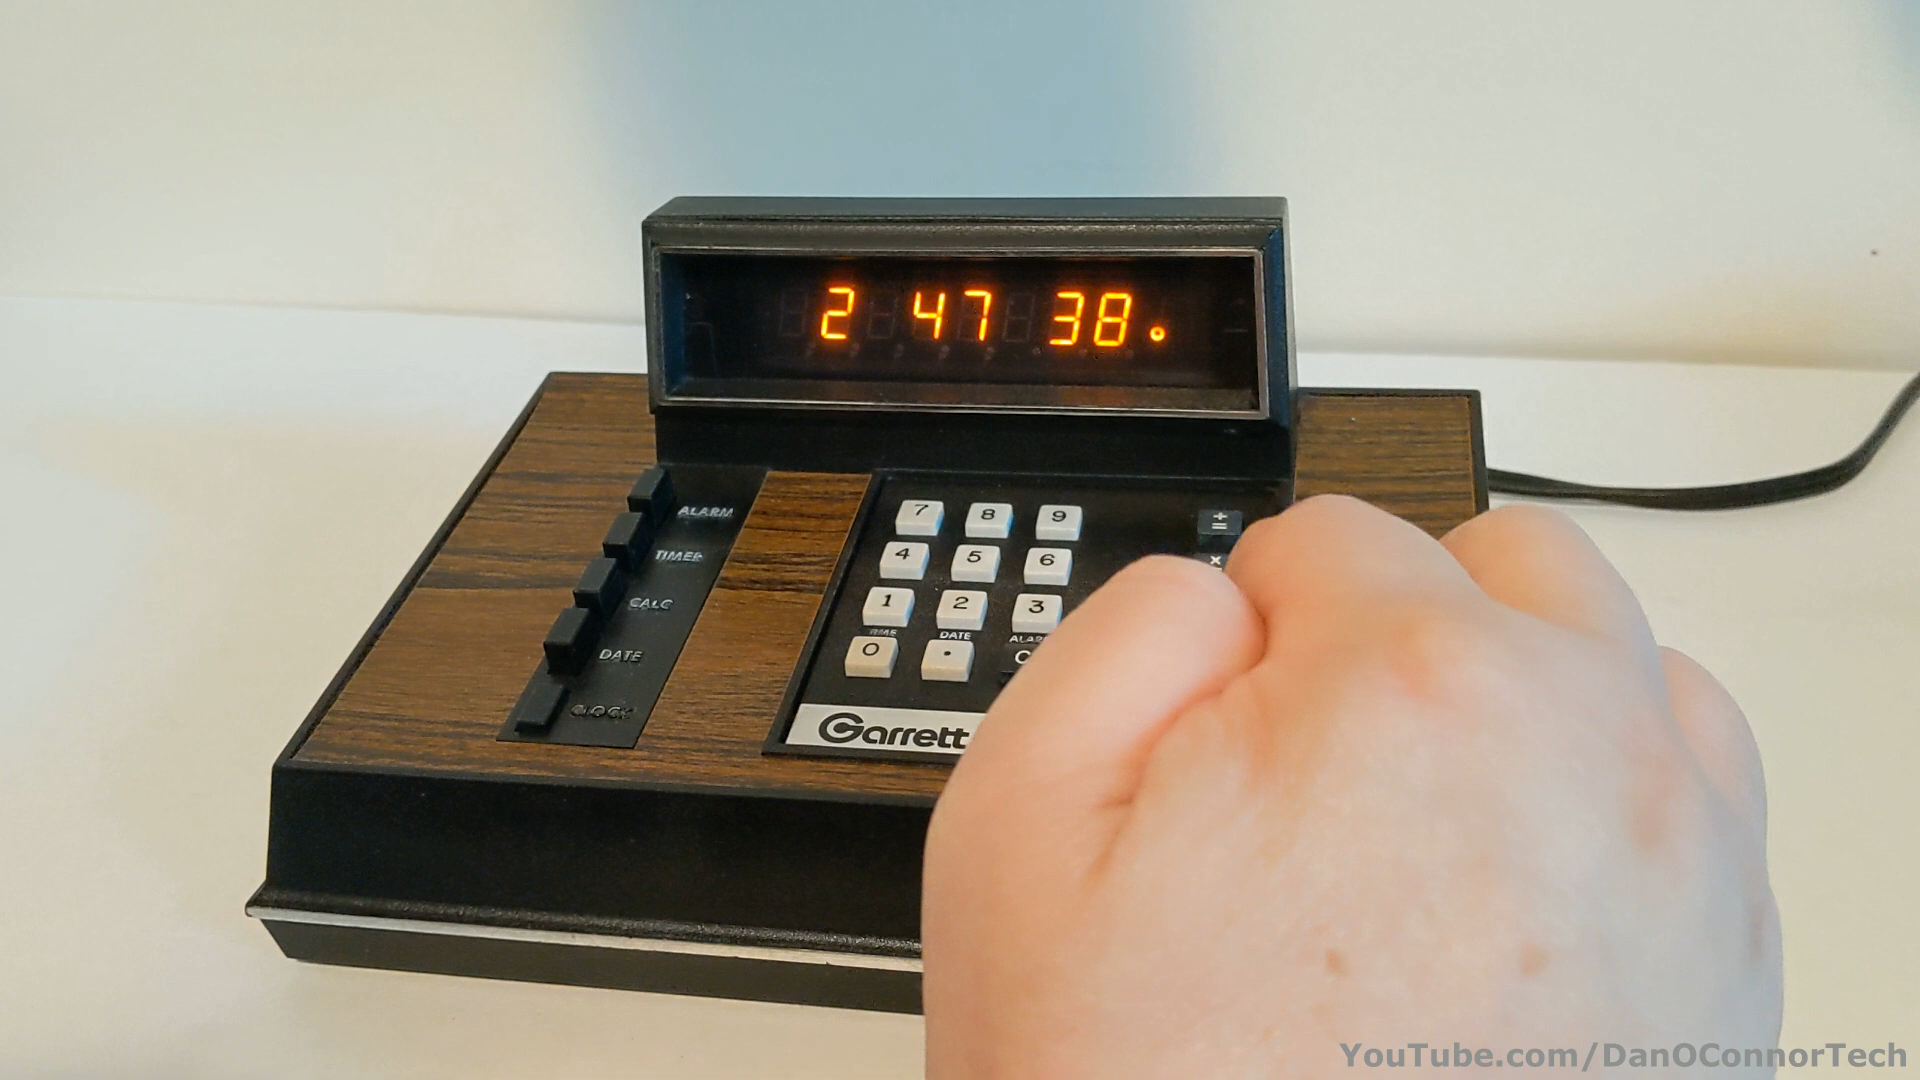 2 47 38
ALARM
TIMER
CALC
DATE
CLOCK
7 8 9 ÷ =
4 5 6 ×
1 2 3
TIME DATE
0 •
Garrett
YouTube.com/DanOConnorTech